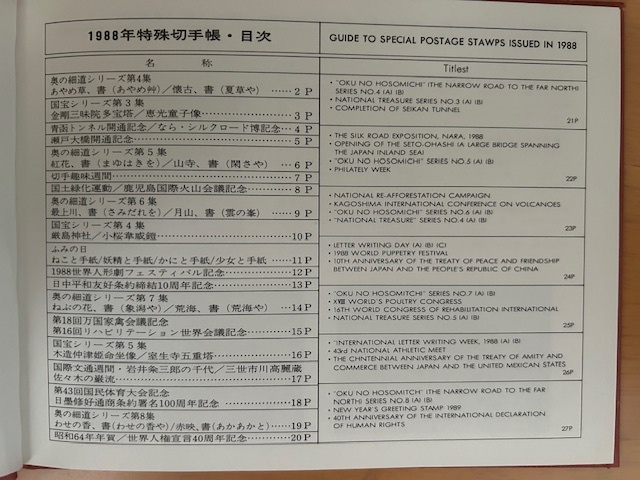 1988年特殊切手帳・目次
名 称
奥の細道シリーズ第4集
あやめ草、書(あやめ艸)/懐古、書(夏草や)……2P
国宝シリーズ第3集
金剛三昧院多宝塔/恵光童子像……3P
青函トンネル開通記念/なら・シルクロード博記念…4P
瀬戸大橋開通記念……5P
奥の細道シリーズ第5集
紅花、書(まゆはきを)/山寺、書(閑さや)……6P
切手趣味週間……7P
国土緑化運動/鹿児島国際火山会議記念……8P
奥の細道シリーズ第6集
最上川、書(さみだれを)/月山、書(雲の峯)……9P
国宝シリーズ第4集
厳島神社/小桜韋威鎧……10P
ふみの日
ねこと手紙/妖精と手紙/かにと手紙/少女と手紙……11P
1988世界人形劇フェスティバル記念……12P
日中平和友好条約締結10周年記念……13P
奥の細道シリーズ第7集
ねぶの花、書(象潟や)/荒海、書(荒海や)……14P
第18回万国家禽会議記念
第16回リハビリテーション世界会議記念……15P
国宝シリーズ第5集
木造仲津姫命坐像/室生寺五重塔……16P
国際文通週間・岩井粂三郎の千代/三世市川高麗蔵
佐々木の巌流……17P
第43回国民体育大会記念
日墨修好通商条約署名100周年記念……18P
奥の細道シリーズ第8集
わせの香、書(わせの香や)/赤映、書(あかあかと)…19P
昭和64年年賀/世界人権宣言40周年記念……20P
GUIDE TO SPECIAL POSTAGE STAWPS ISSUED IN 1988
Titlest
• "OKU NO HOSOMICHI" (THE NARROW ROAD TO THE FAR NORTH)
SERIES NO.4 (A) (B)
• NATIONAL TREASURE SERIES NO.3 (A) (B)
• COMPLETION OF SEIKAN TUNNEL
21P
• THE SILK ROAD EXPOSITION, NARA, 1988
• OPENING OF THE SETO-OHASHI (A LARGE BRIDGE SPANNING
THE JAPAN INLAND SEA)
• "OKU NO HOSOMICHI" SERIES NO.5 (A) (B)
• PHILATELY WEEK
22P
• NATIONAL RE-AFFORESTATION CAMPAIGN
• KAGOSHIMA INTERNATIONAL CONFERENCE ON VOLCANOES
• "OKU NO HOSOMICHI" SERIES NO.6 (A) (B)
• "NATIONAL TREASURE" SERIES NO.4 (A) (B)
23P
• LETTER WRITING DAY (A) (B) (C)
• 1988 WORLD PUPPETRY FESTIVAL
• 10TH ANNIVERSARY OF THE TREATY OF PEACE AND FRIENDSHIP
BETWEEN JAPAN AND THE PEOPLE'S REPUBLIC OF CHINA
24P
• "OKU NO HOSOMITCHI" SERIES NO.7 (A) (B)
• XVIII WORLD'S POULTRY CONGRESS
• 16TH WORLD CONGRESS OF REHABILITATION INTERNATIONAL
• NATIONAL TREASURE SERIES NO.5 (A) (B)
25P
• "INTERNATIONAL LETTER WRITING WEEK, 1988 (A) (B)
• 43rd NATIONAL ATHLETIC MEET
• THE CHNTENNIAL ANNIVERSARY OF THE TREATY OF AMITY AND
COMMERCE BETWEEN JAPAN AND THE UNITED MEXICAN STATES
26P
• "OKU NO HOSOMITCH" (THE NARROW ROAD TO THE FAR
NORTH) SERIES NO.8 (A) (B)
• NEW YEAR'S GREETING STAMP 1989
• 40TH ANNIVERSARY OF THE INTERNATIONAL DECLARATION
OF HUMAN RIGHTS
27P